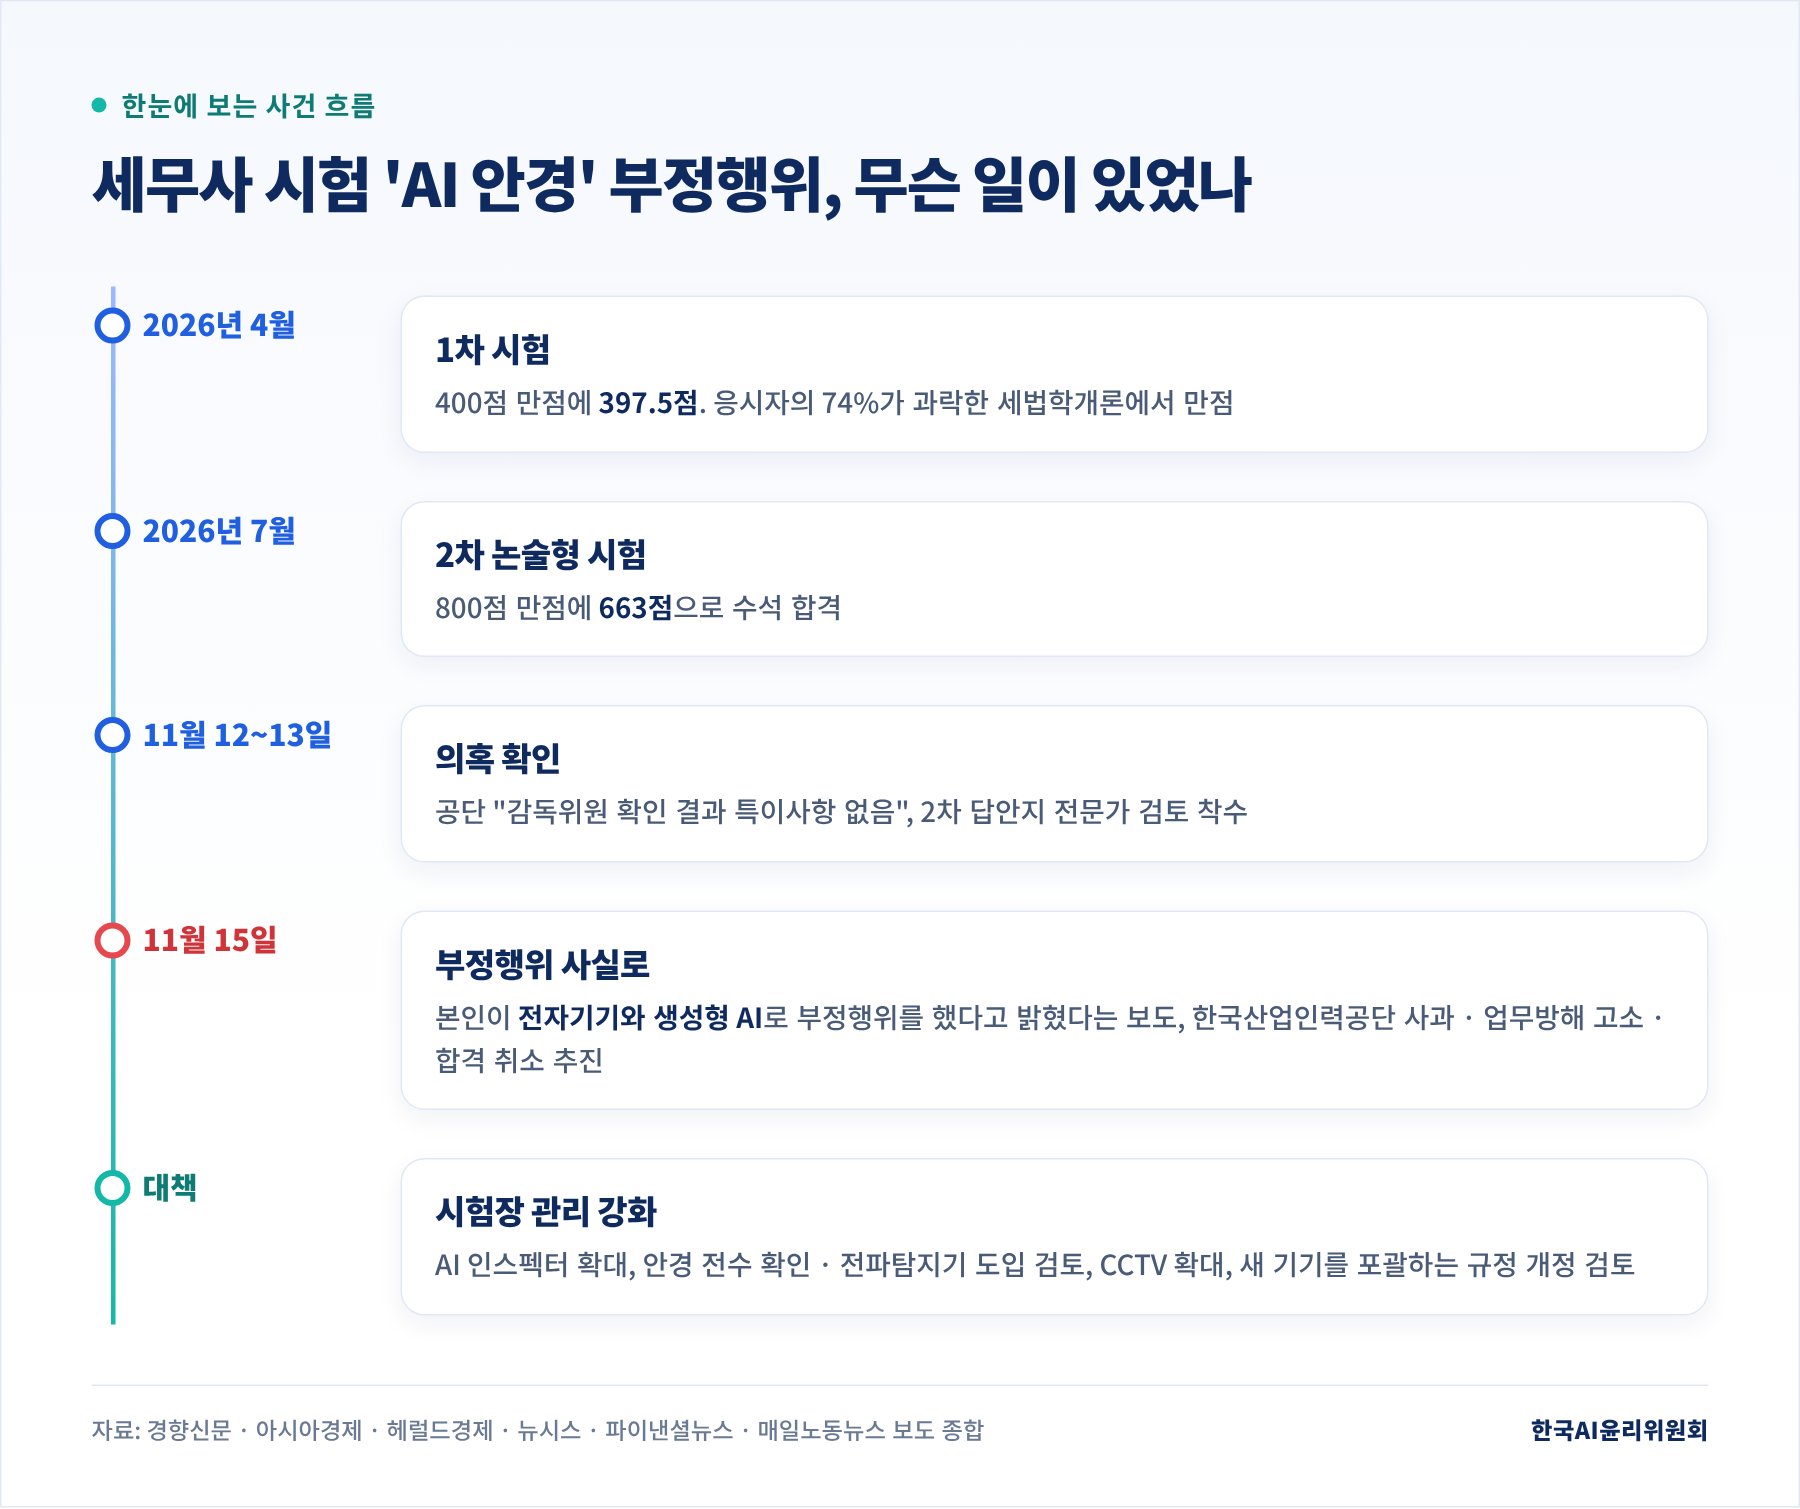 한눈에 보는 사건 흐름
세무사 시험 'AI 안경' 부정행위, 무슨 일이 있었나
2026년 4월
1차 시험
400점 만점에 397.5점. 응시자의 74%가 과락한 세법학개론에서 만점
2026년 7월
2차 논술형 시험
800점 만점에 663점으로 수석 합격
11월 12~13일
의혹 확인
공단 "감독위원 확인 결과 특이사항 없음", 2차 답안지 전문가 검토 착수
11월 15일
부정행위 사실로
본인이 전자기기와 생성형 AI로 부정행위를 했다고 밝혔다는 보도, 한국산업인력공단 사과 · 업무방해 고소 ·
합격 취소 추진
대책
시험장 관리 강화
AI 인스펙터 확대, 안경 전수 확인 · 전파탐지기 도입 검토, CCTV 확대, 새 기기를 포괄하는 규정 개정 검토
자료: 경향신문 · 아시아경제 · 헤럴드경제 · 뉴시스 · 파이낸셜뉴스 · 매일노동뉴스 보도 종합
한국AI윤리위원회